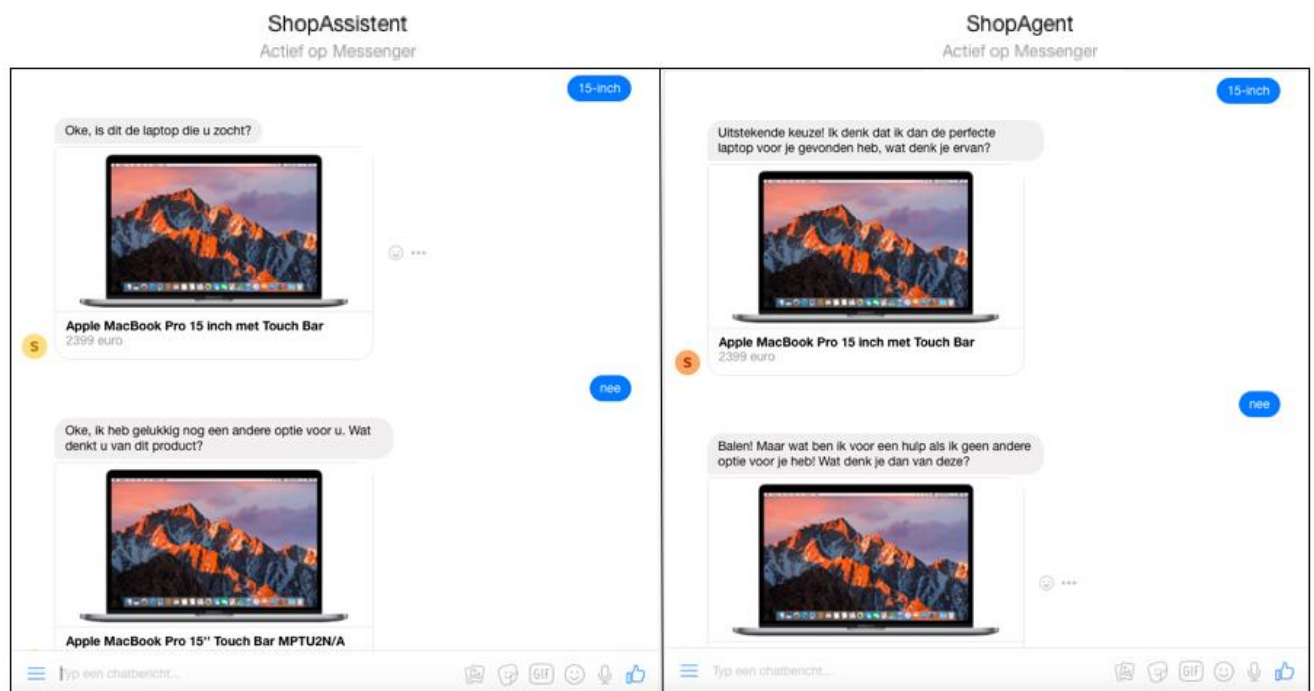 ShopAssistent
Actief op Messenger
15-inch
Oke, is dit de laptop die u zocht?
Apple MacBook Pro 15 inch met Touch Bar
2399 euro
S
nee
Oke, ik heb gelukkig nog een andere optie voor u. Wat
denkt u van dit product?
Apple MacBook Pro 15" Touch Bar MPTU2N/A
Typ een chatbericht...
GIF
ShopAgent
Actief op Messenger
15-inch
Uitstekende keuze! Ik denk dat ik dan de perfecte
laptop voor je gevonden heb, wat denk je ervan?
Apple MacBook Pro 15 inch met Touch Bar
2399 euro
S
nee
Balen! Maar wat ben ik voor een hulp als ik geen andere
optie voor je heb! Wat denk je dan van deze?
Typ een chatbericht...
GIF